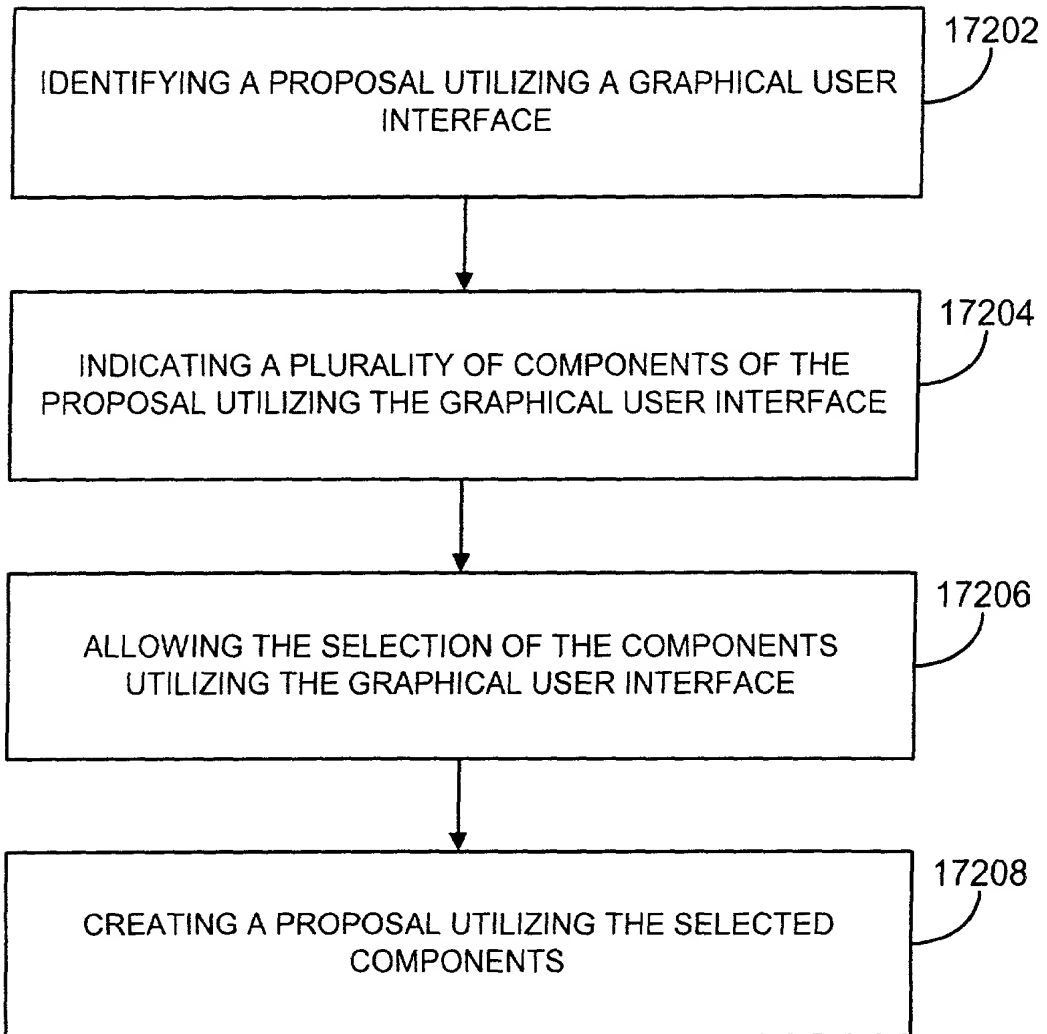 17202
IDENTIFYING A PROPOSAL UTILIZING A GRAPHICAL USER
INTERFACE
17204
INDICATING A PLURALITY OF COMPONENTS OF THE
PROPOSAL UTILIZING THE GRAPHICAL USER INTERFACE
17206
ALLOWING THE SELECTION OF THE COMPONENTS
UTILIZING THE GRAPHICAL USER INTERFACE
17208
CREATING A PROPOSAL UTILIZING THE SELECTED
COMPONENTS